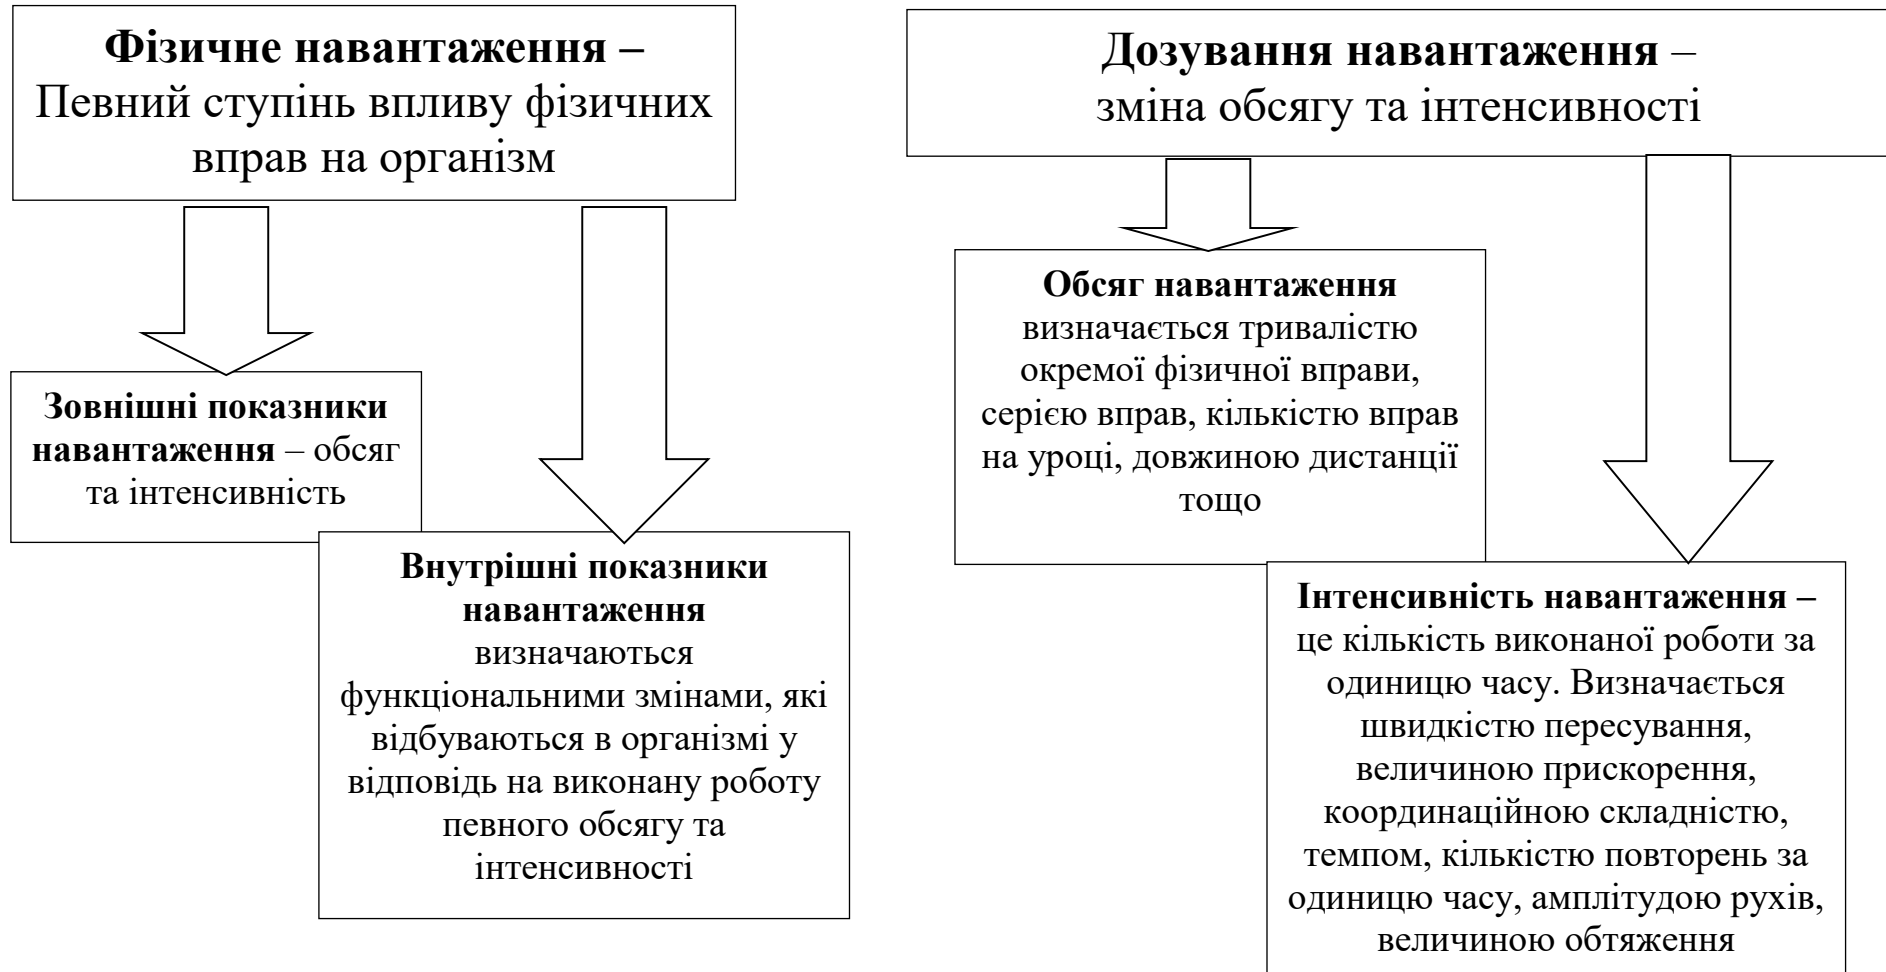 Фізичне навантаження –
Певний ступінь впливу фізичних
вправ на організм
Зовнішні показники
навантаження – обсяг
та інтенсивність
Внутрішні показники
навантаження
визначаються
функціональними змінами, які
відбуваються в організмі у
відповідь на виконану роботу
певного обсягу та
інтенсивності
Дозування навантаження –
зміна обсягу та інтенсивності
Обсяг навантаження
визначається тривалістю
окремої фізичної вправи,
серією вправ, кількістю вправ
на уроці, довжиною дистанції
тощо
Інтенсивність навантаження –
це кількість виконаної роботи за
одиницю часу. Визначається
швидкістю пересування,
величиною прискорення,
координаційною складністю,
темпом, кількістю повторень за
одиницю часу, амплітудою рухів,
величиною обтяження